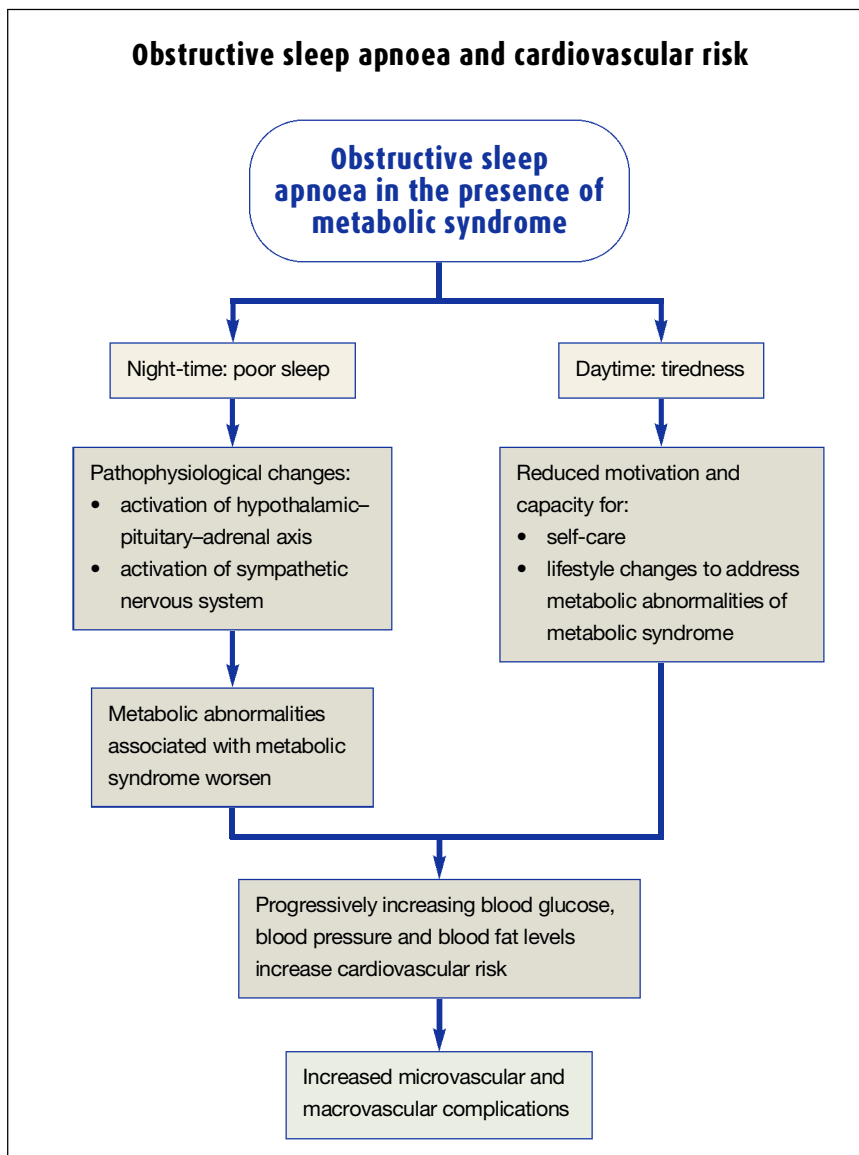 Obstructive sleep apnoea and cardiovascular risk
Obstructive sleep
apnoea in the presence of
metabolic syndrome
Night-time: poor sleep
Daytime: tiredness
Pathophysiological changes:
• activation of hypothalamic–
pituitary–adrenal axis
• activation of sympathetic
nervous system
Reduced motivation and
capacity for:
• self-care
• lifestyle changes to address
metabolic abnormalities of
metabolic syndrome
Metabolic abnormalities
associated with metabolic
syndrome worsen
Progressively increasing blood glucose,
blood pressure and blood fat levels
increase cardiovascular risk
Increased microvascular and
macrovascular complications